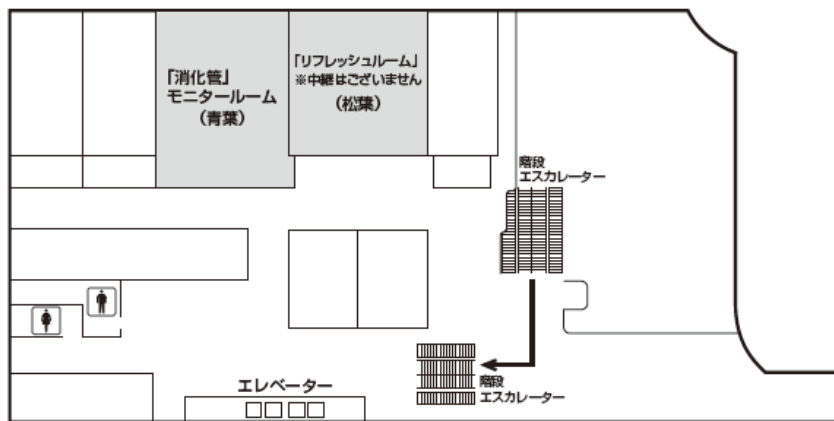 「消化管」
モニタールーム
（青葉）
「リフレッシュルーム」
※中継はございません
（松葉）
階段
エスカレーター
エレベーター
階段
エスカレーター